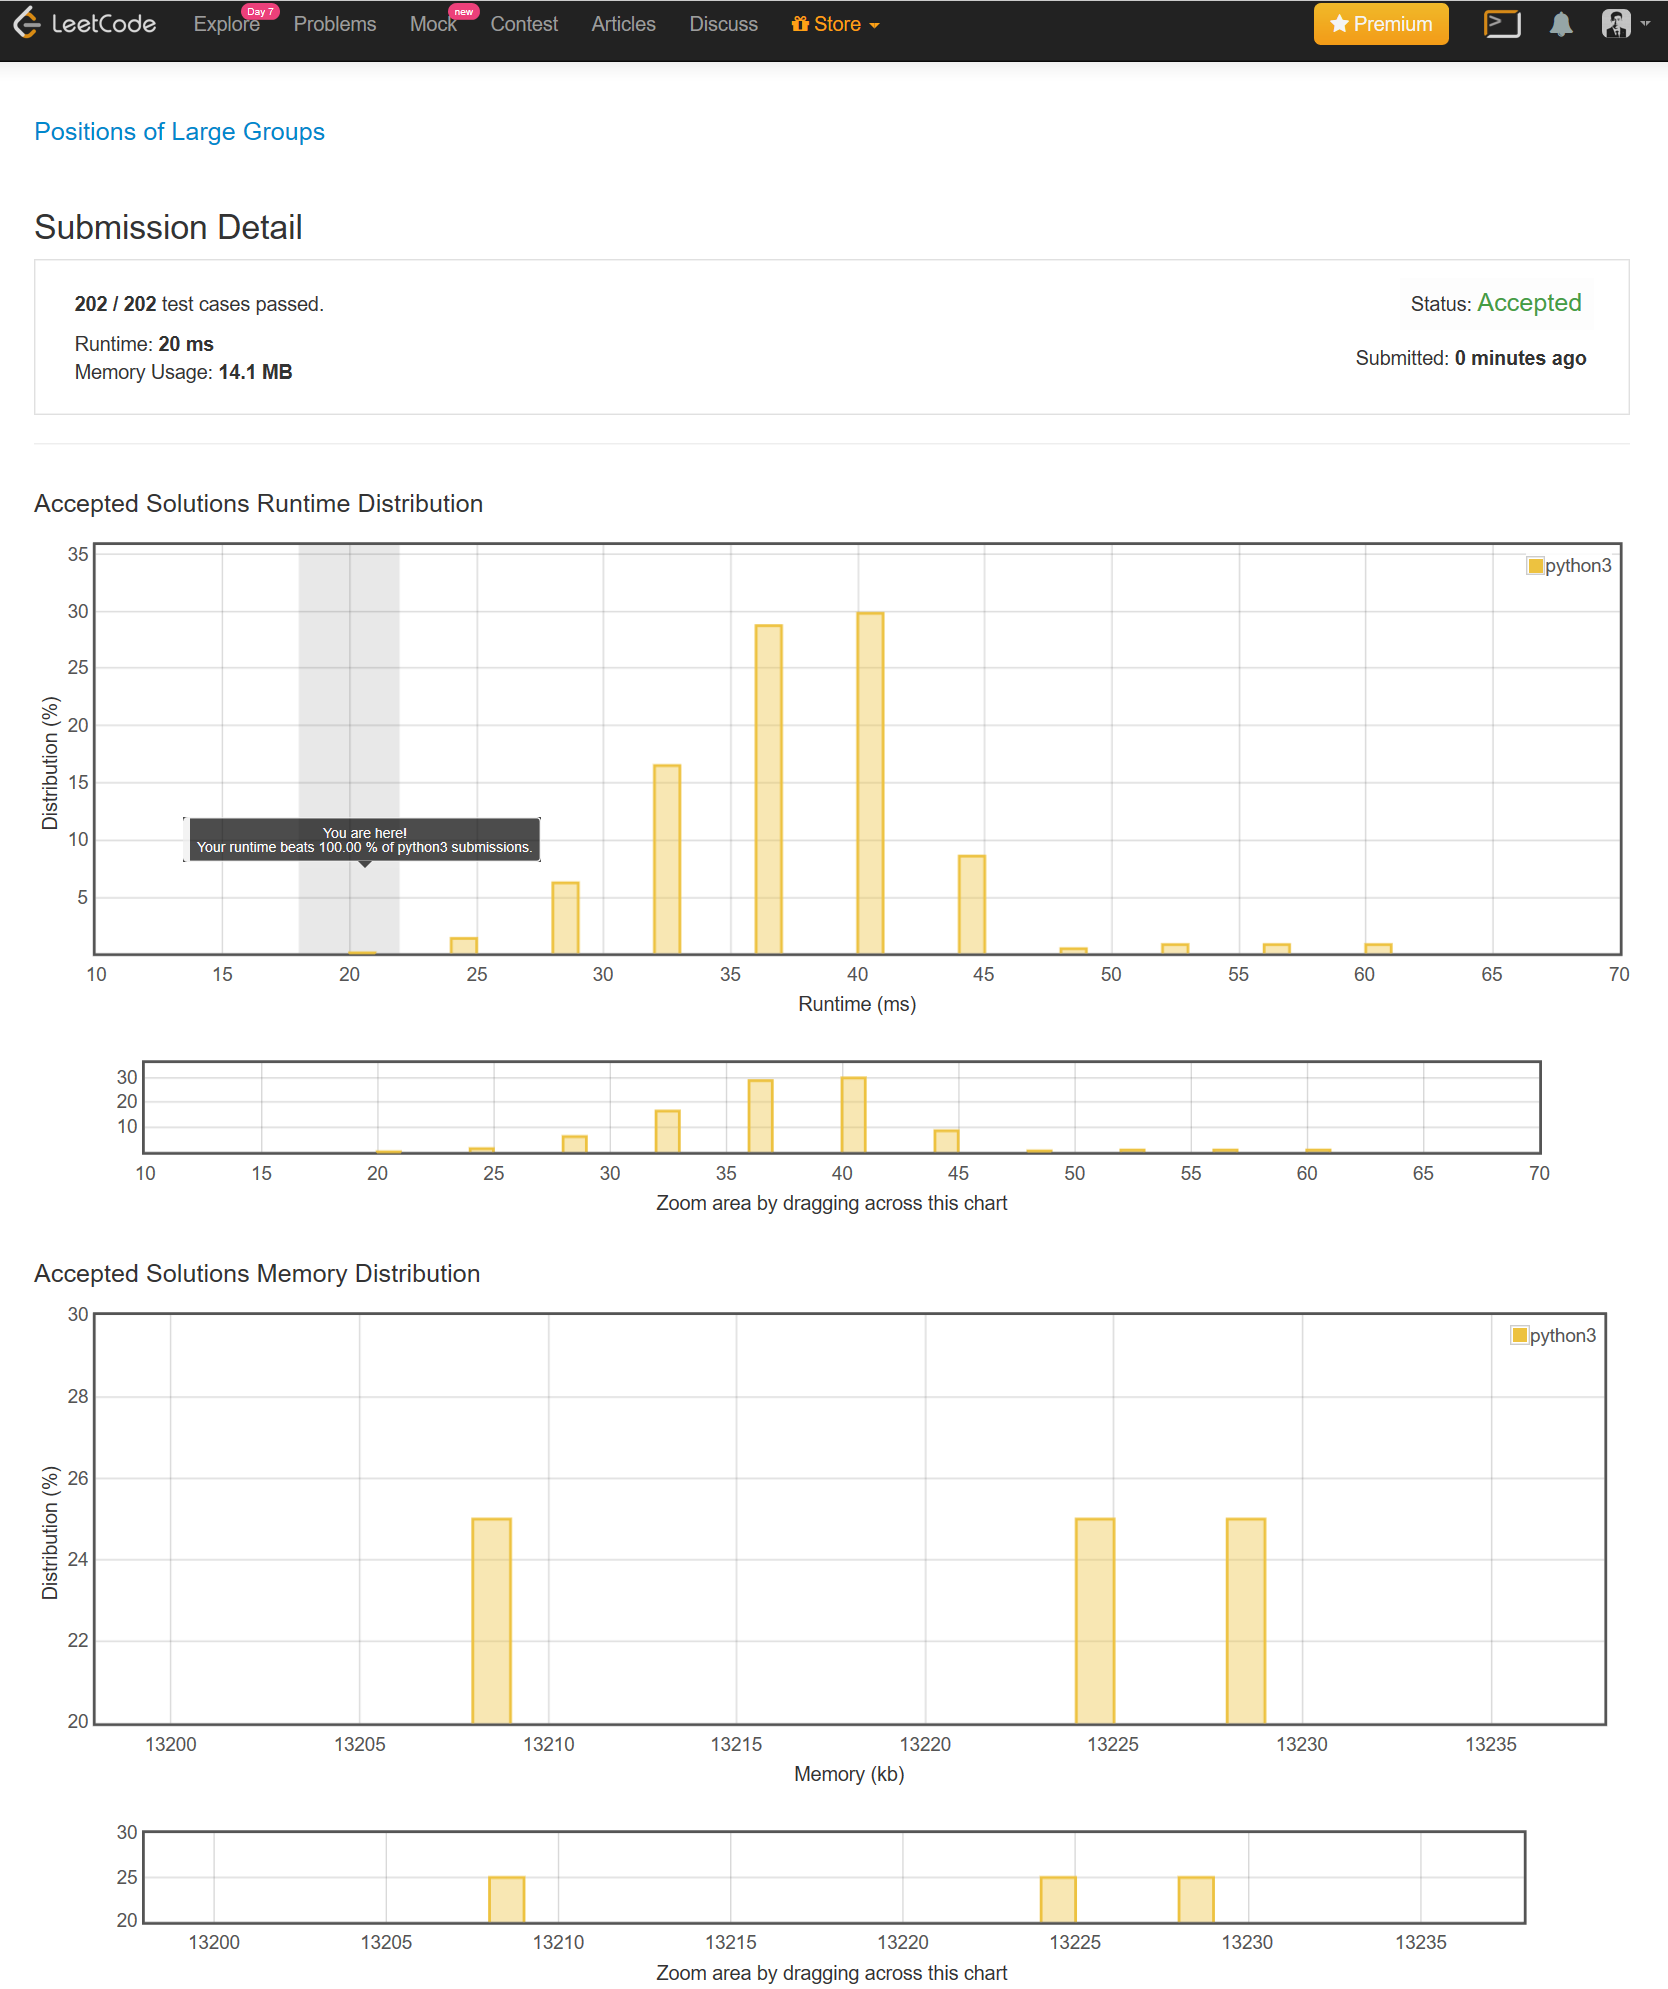 LeetCode Explore Day 7 Problems Mock new Contest Articles Discuss Store Premium
Positions of Large Groups
Submission Detail
202 / 202 test cases passed.
Status: Accepted
Runtime: 20 ms
Submitted: 0 minutes ago
Memory Usage: 14.1 MB
Accepted Solutions Runtime Distribution
35
python3
30
25
20
Distribution (%)
15
10
You are here!
Your runtime beats 100.00 % of python3 submissions.
5
10 15 20 25 30 35 40 45 50 55 60 65 70
Runtime (ms)
30
20
10
10 15 20 25 30 35 40 45 50 55 60 65 70
Zoom area by dragging across this chart
Accepted Solutions Memory Distribution
30
python3
28
26
Distribution (%)
24
22
20
13200 13205 13210 13215 13220 13225 13230 13235
Memory (kb)
30
25
20
13200 13205 13210 13215 13220 13225 13230 13235
Zoom area by dragging across this chart